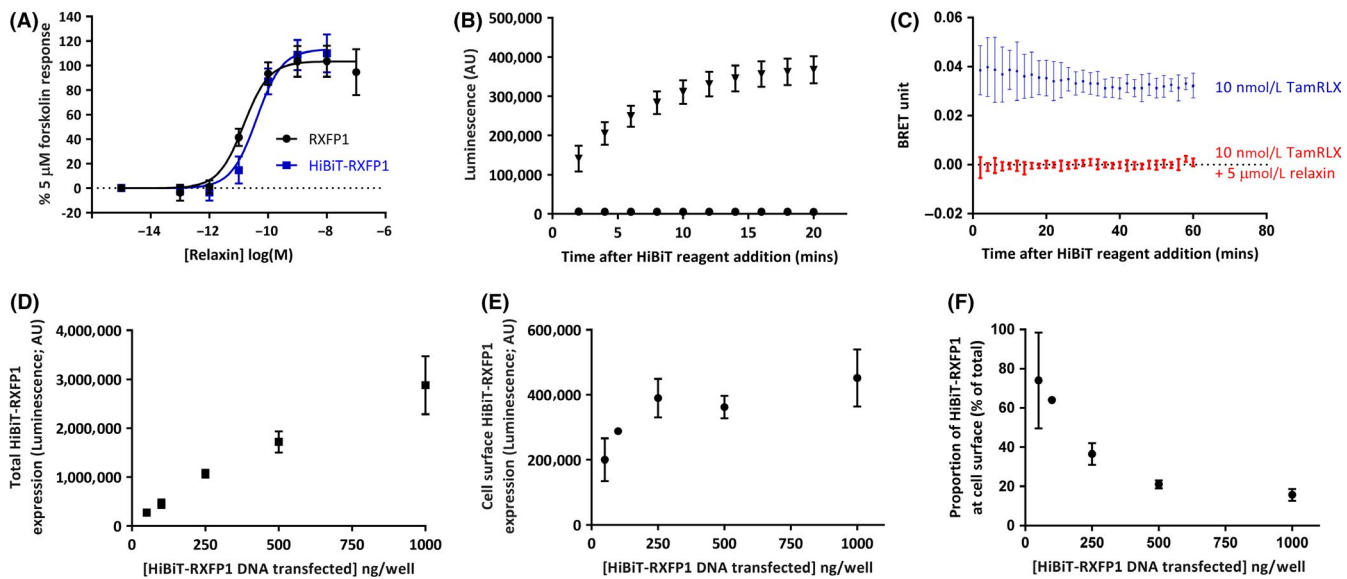 (A)
% 5 μM forskolin response
140
120
100
80
60
40
20
0
−20
−14
−12
−10
−8
−6
[Relaxin] log(M)
RXFP1
HiBiT-RXFP1
(B)
Luminescence (AU)
500,000
400,000
300,000
200,000
100,000
0
0
5
10
15
20
Time after HiBiT reagent addition (mins)
(C)
BRET unit
0.06
0.04
0.02
0.00
−0.02
20
40
60
80
Time after HiBiT reagent addition (mins)
10 nmol/L TamRLX
10 nmol/L TamRLX
+ 5 μmol/L relaxin
(D)
Total HiBiT-RXFP1
expression (Luminescence; AU)
4,000,000
3,000,000
2,000,000
1,000,000
0
0
250
500
750
1000
[HiBiT-RXFP1 DNA transfected] ng/well
(E)
Cell surface HiBiT-RXFP1
expression (Luminescence; AU)
600,000
400,000
200,000
0
0
250
500
750
1000
[HiBiT-RXFP1 DNA transfected] ng/well
(F)
Proportion of HiBiT-RXFP1
at cell surface (% of total)
100
80
60
40
20
0
0
250
500
750
1000
[HiBiT-RXFP1 DNA transfected] ng/well